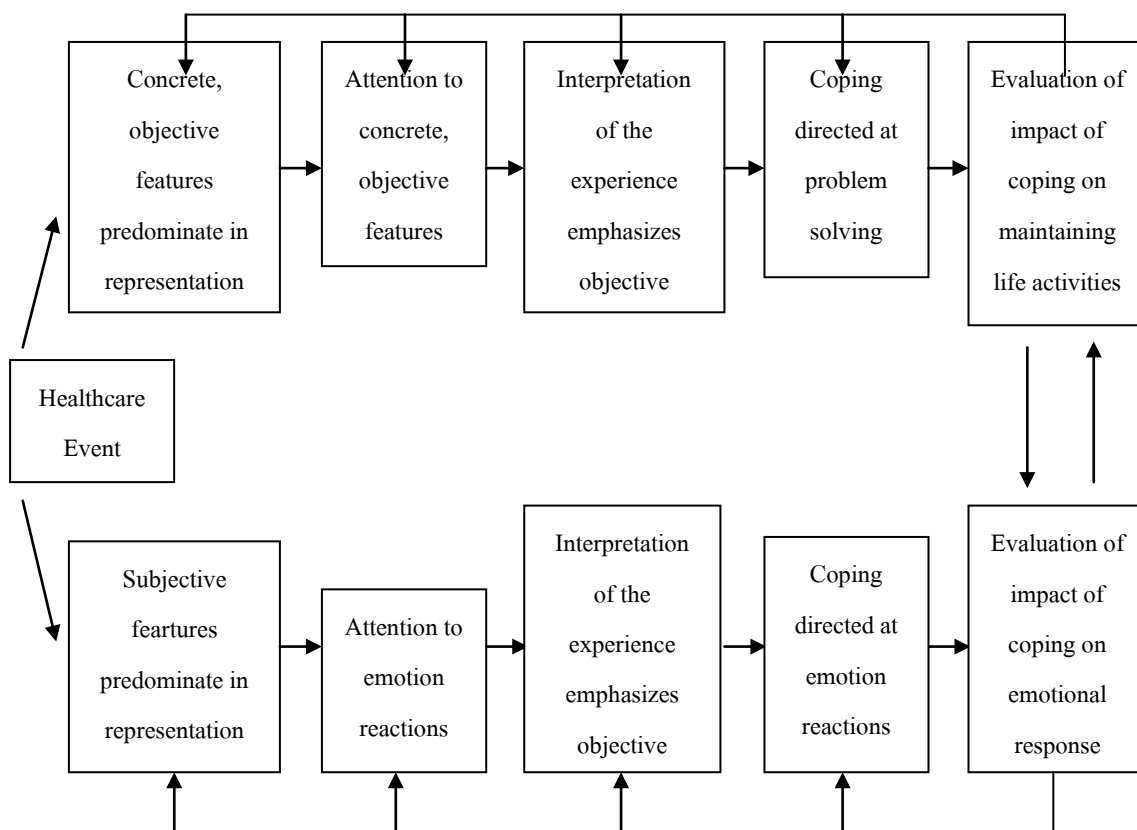 Concrete,
objective
features
predominate in
representation
Attention to
concrete,
objective
features
Interpretation
of the
experience
emphasizes
objective
Coping
directed at
problem
solving
Evaluation of
impact of
coping on
maintaining
life activities
Healthcare
Event
Subjective
feartures
predominate in
representation
Attention to
emotion
reactions
Interpretation
of the
experience
emphasizes
objective
Coping
directed at
emotion
reactions
Evaluation of
impact of
coping on
emotional
response